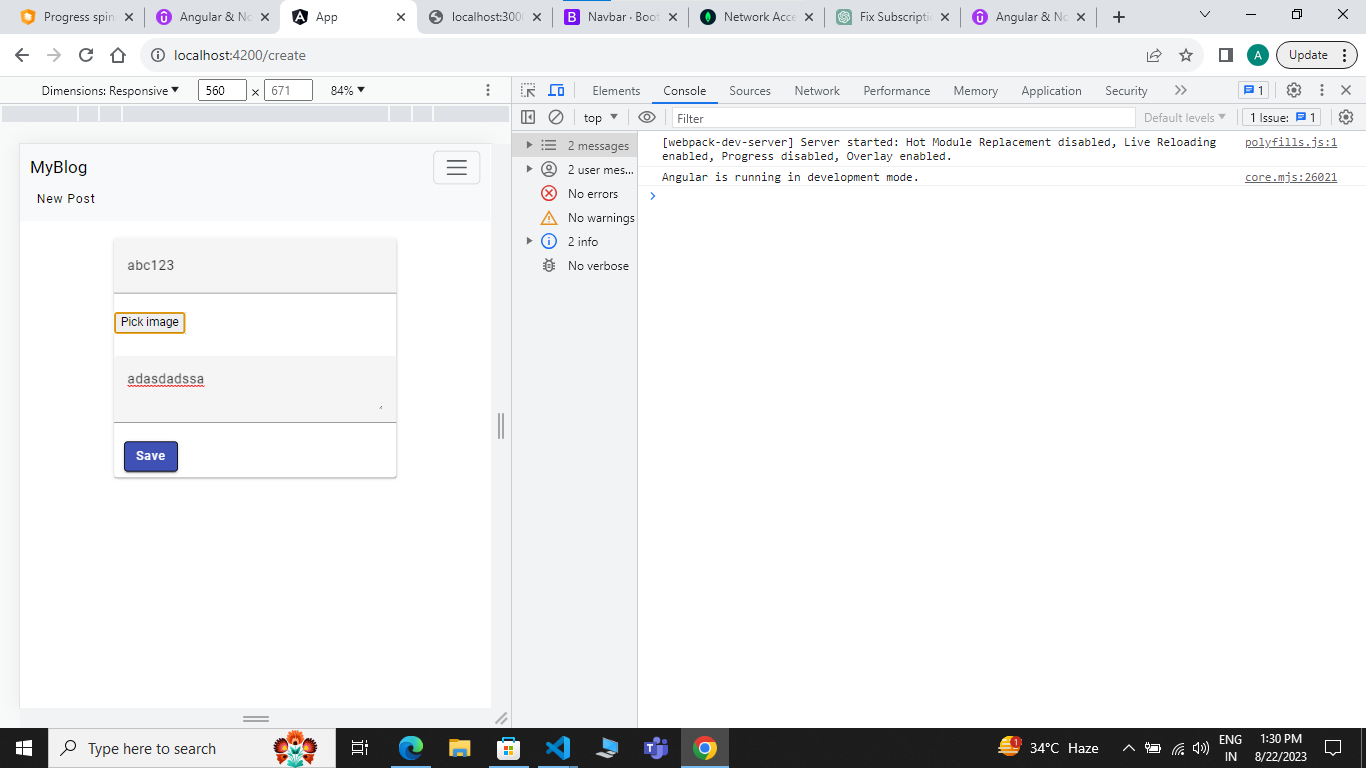 Progress spin
Angular & No
App
localhost:300
Navbar · Boot
Network Acce
Fix Subscripti
Angular & No
localhost:4200/create
A
Update
Dimensions: Responsive
560
×
671
84%
Elements
Console
Sources
Network
Performance
Memory
Application
Security
1
top
Filter
Default levels
1 Issue:
1
MyBlog
New Post
abc123
Pick image
adasdadssa
Save
2 messages
2 user mes...
No errors
No warnings
2 info
No verbose
[webpack-dev-server] Server started: Hot Module Replacement disabled, Live Reloading
enabled, Progress disabled, Overlay enabled.
polyfills.js:1
Angular is running in development mode.
core.mjs:26021
Type here to search
1
34°C Haze
ENG
IN
1:30 PM
8/22/2023